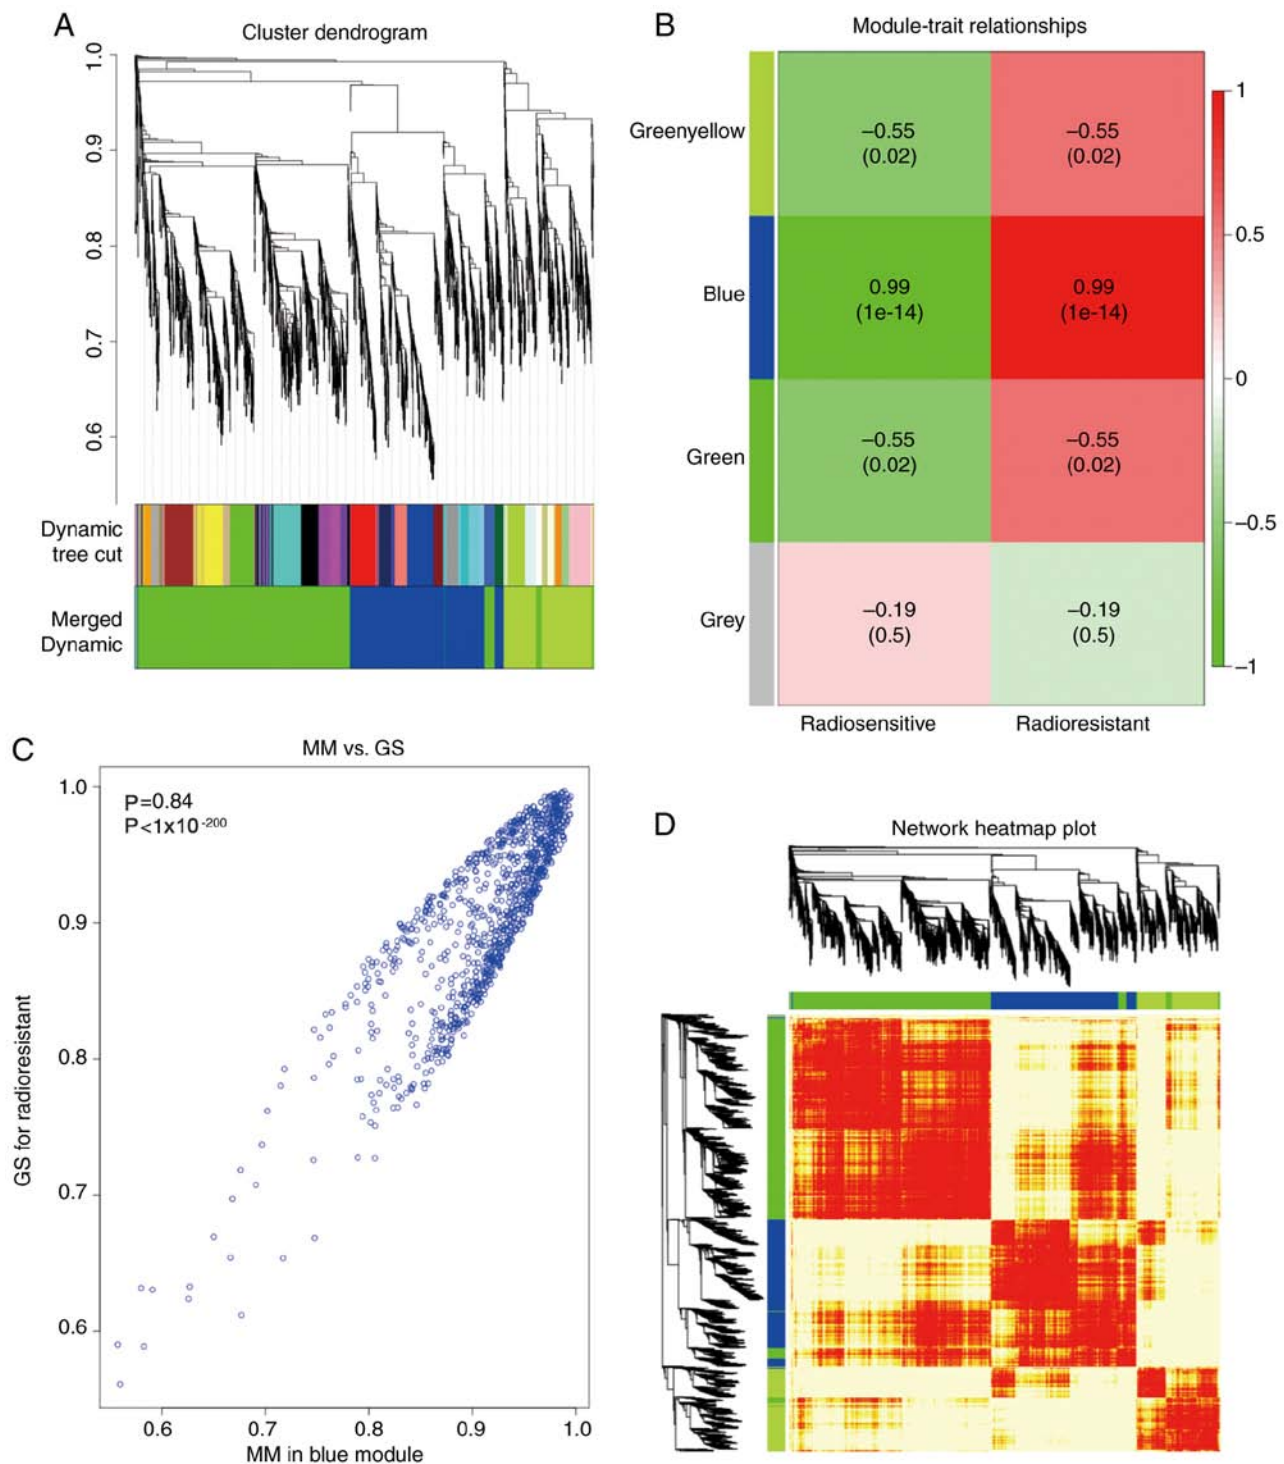 A
Cluster dendrogram
1.0
0.9
0.8
0.7
0.6
Dynamic
tree cut
Merged
Dynamic
B
Module-trait relationships
Greenyellow
Blue
Green
Grey
−0.55
(0.02)
−0.55
(0.02)
0.99
(1e-14)
0.99
(1e-14)
−0.55
(0.02)
−0.55
(0.02)
−0.19
(0.5)
−0.19
(0.5)
Radiosensitive
Radioresistant
1
0.5
0
−0.5
−1
C
MM vs. GS
P=0.84
P<1x10-200
GS for radioresistant
1.0
0.9
0.8
0.7
0.6
0.6
0.7
0.8
0.9
1.0
MM in blue module
D
Network heatmap plot